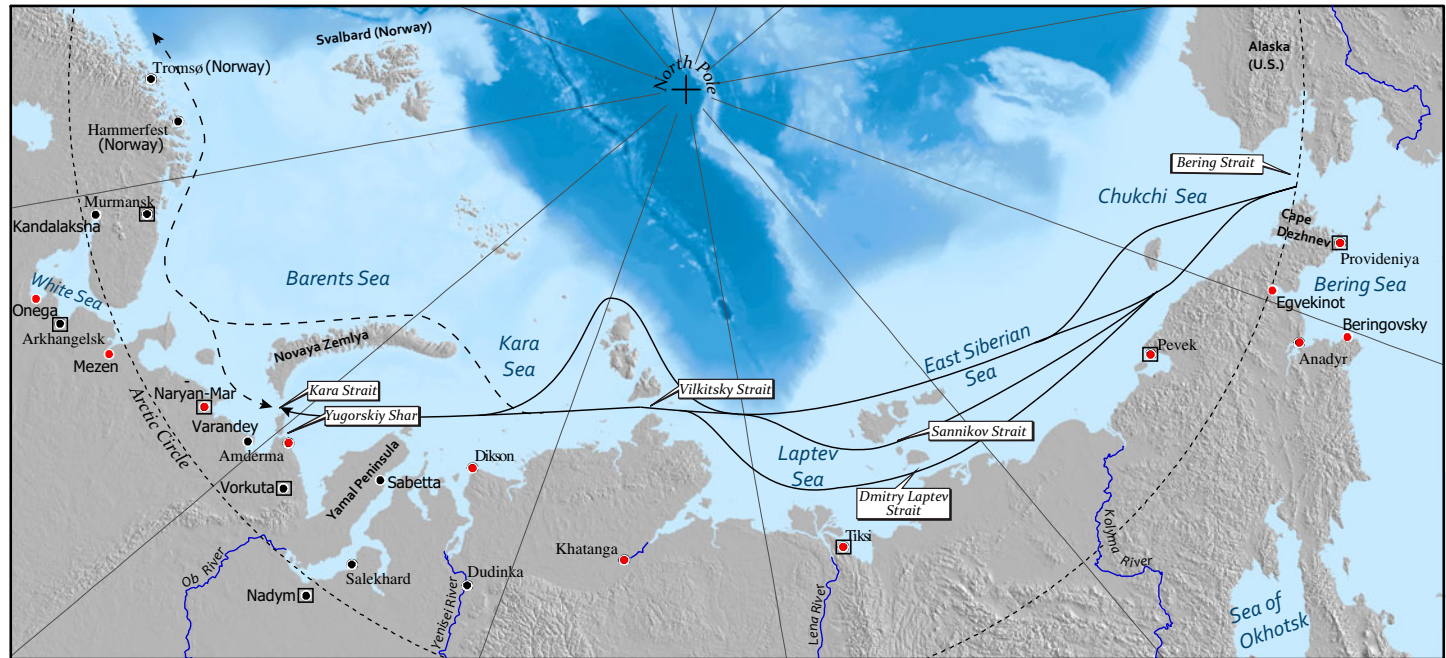 Svalbard (Norway)
North Pole
Alaska
(U.S.)
Tromsø (Norway)
Hammerfest
(Norway)
Bering Strait
Chukchi Sea
Murmansk
Kandalaksha
Cape
Dezhnev
Provideniya
White Sea
Barents Sea
Bering Sea
Onega
Egvekinot
Arkhangelsk
Beringovsky
Mezen
Novaya Zemlya
Kara
Sea
East Siberian
Sea
Pevek
Anadyr
Naryan-Mar
Kara Strait
Vilkitsky Strait
Yugorskiy Shar
Varandey
Sannikov Strait
Arctic Circle
Amderma
Laptev
Sea
Dikson
Yamal Peninsula
Sabetta
Vorkuta
Dmitry Laptev
Strait
Kolyma
River
Tiksi
Khatanga
Ob River
Salekhard
Dudinka
Nadym
Yenisei River
Lena River
Sea of
Okhotsk